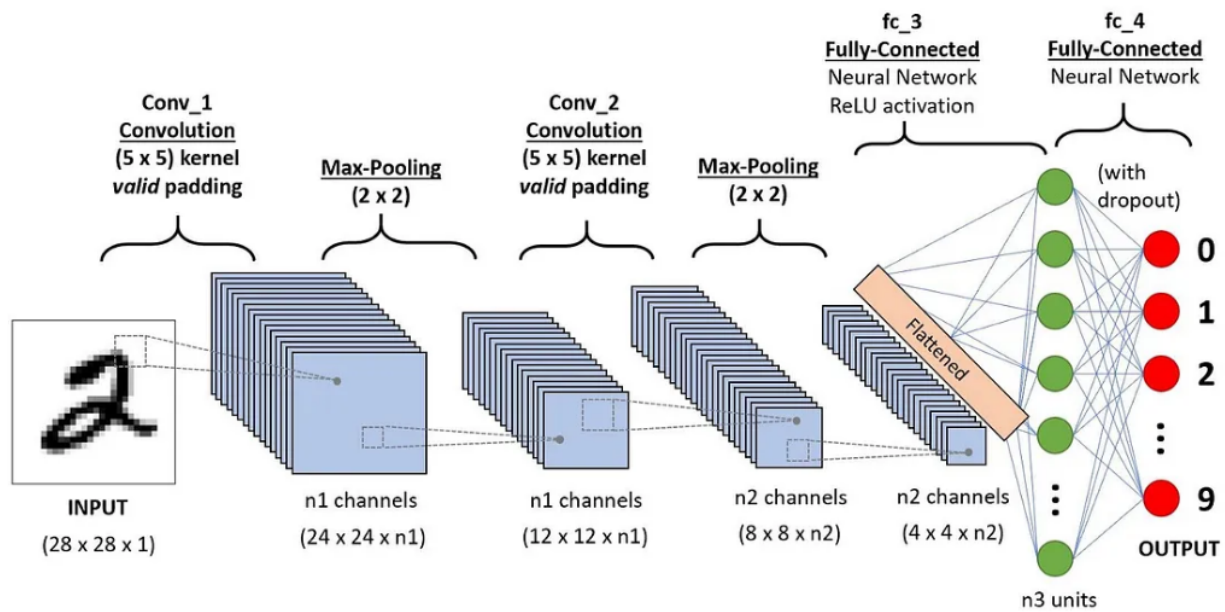 Conv_1
Convolution
(5 x 5) kernel
valid padding
Max-Pooling
(2 x 2)
Conv_2
Convolution
(5 x 5) kernel
valid padding
Max-Pooling
(2 x 2)
fc_3
Fully-Connected
Neural Network
ReLU activation
fc_4
Fully-Connected
Neural Network
(with
dropout)
Flattened
0
1
2
9
2
INPUT
(28 x 28 x 1)
n1 channels
(24 x 24 x n1)
n1 channels
(12 x 12 x n1)
n2 channels
(8 x 8 x n2)
n2 channels
(4 x 4 x n2)
n3 units
OUTPUT